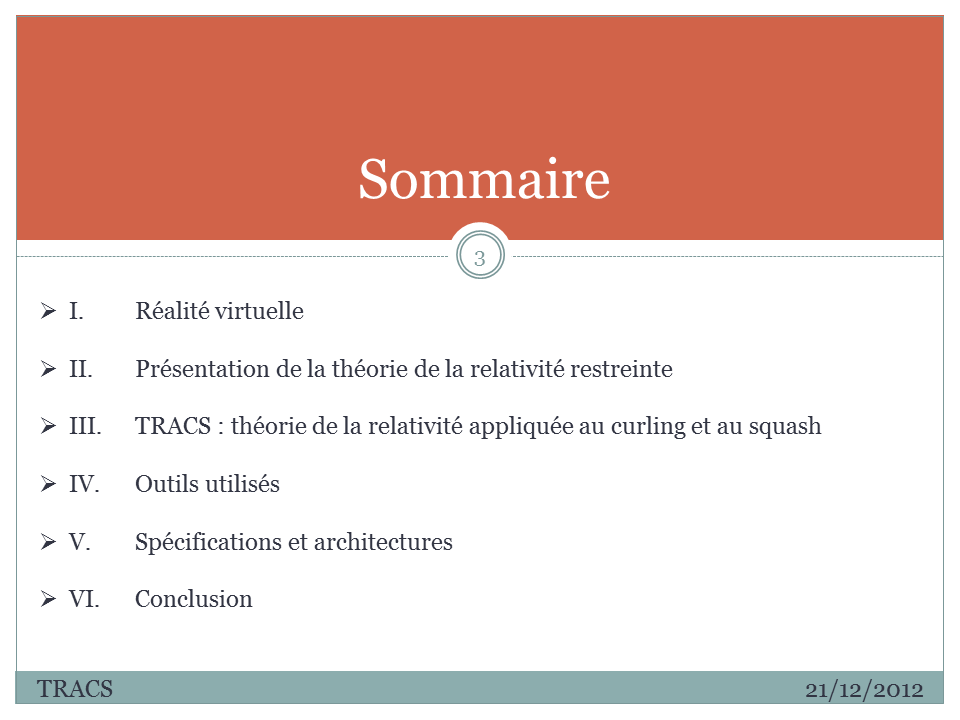 Sommaire
3
➢ I. Réalité virtuelle
➢ II. Présentation de la théorie de la relativité restreinte
➢ III. TRACS : théorie de la relativité appliquée au curling et au squash
➢ IV. Outils utilisés
➢ V. Spécifications et architectures
➢ VI. Conclusion
TRACS 21/12/2012